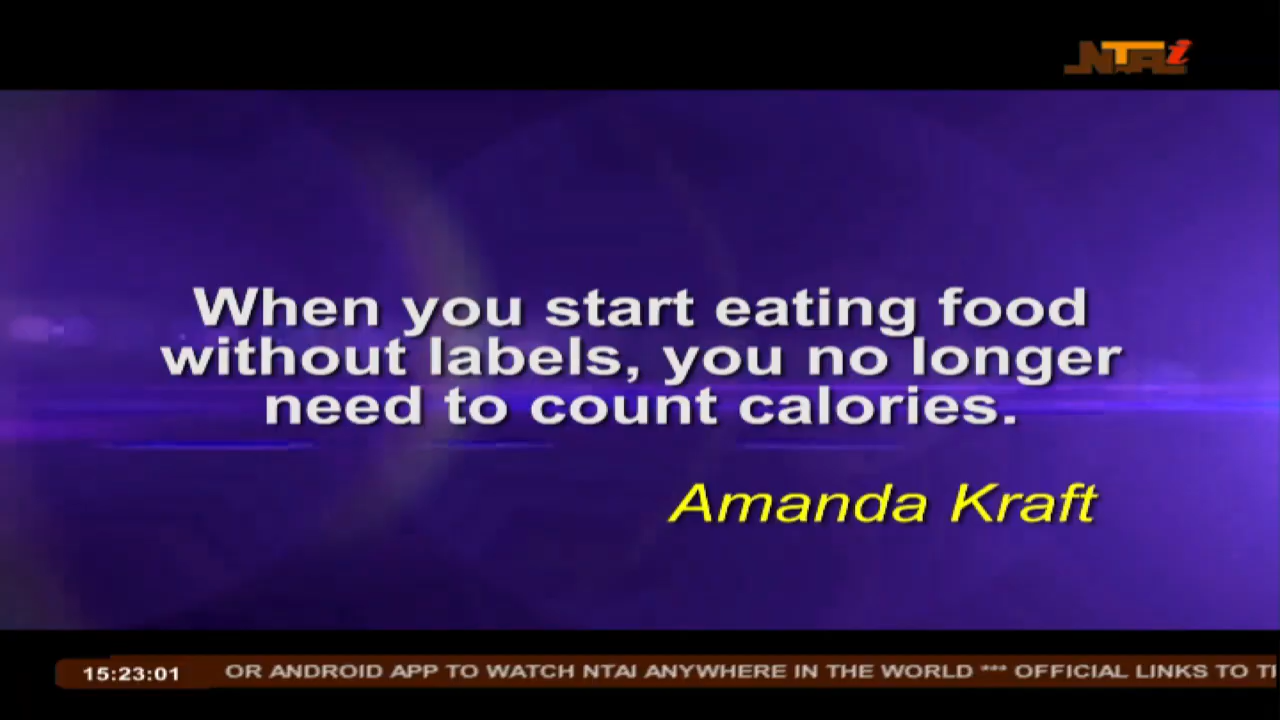 NTAi
When you start eating food
without labels, you no longer
need to count calories.
Amanda Kraft
15:23:01 OR ANDROID APP TO WATCH NTAI ANYWHERE IN THE WORLD *** OFFICIAL LINKS TO